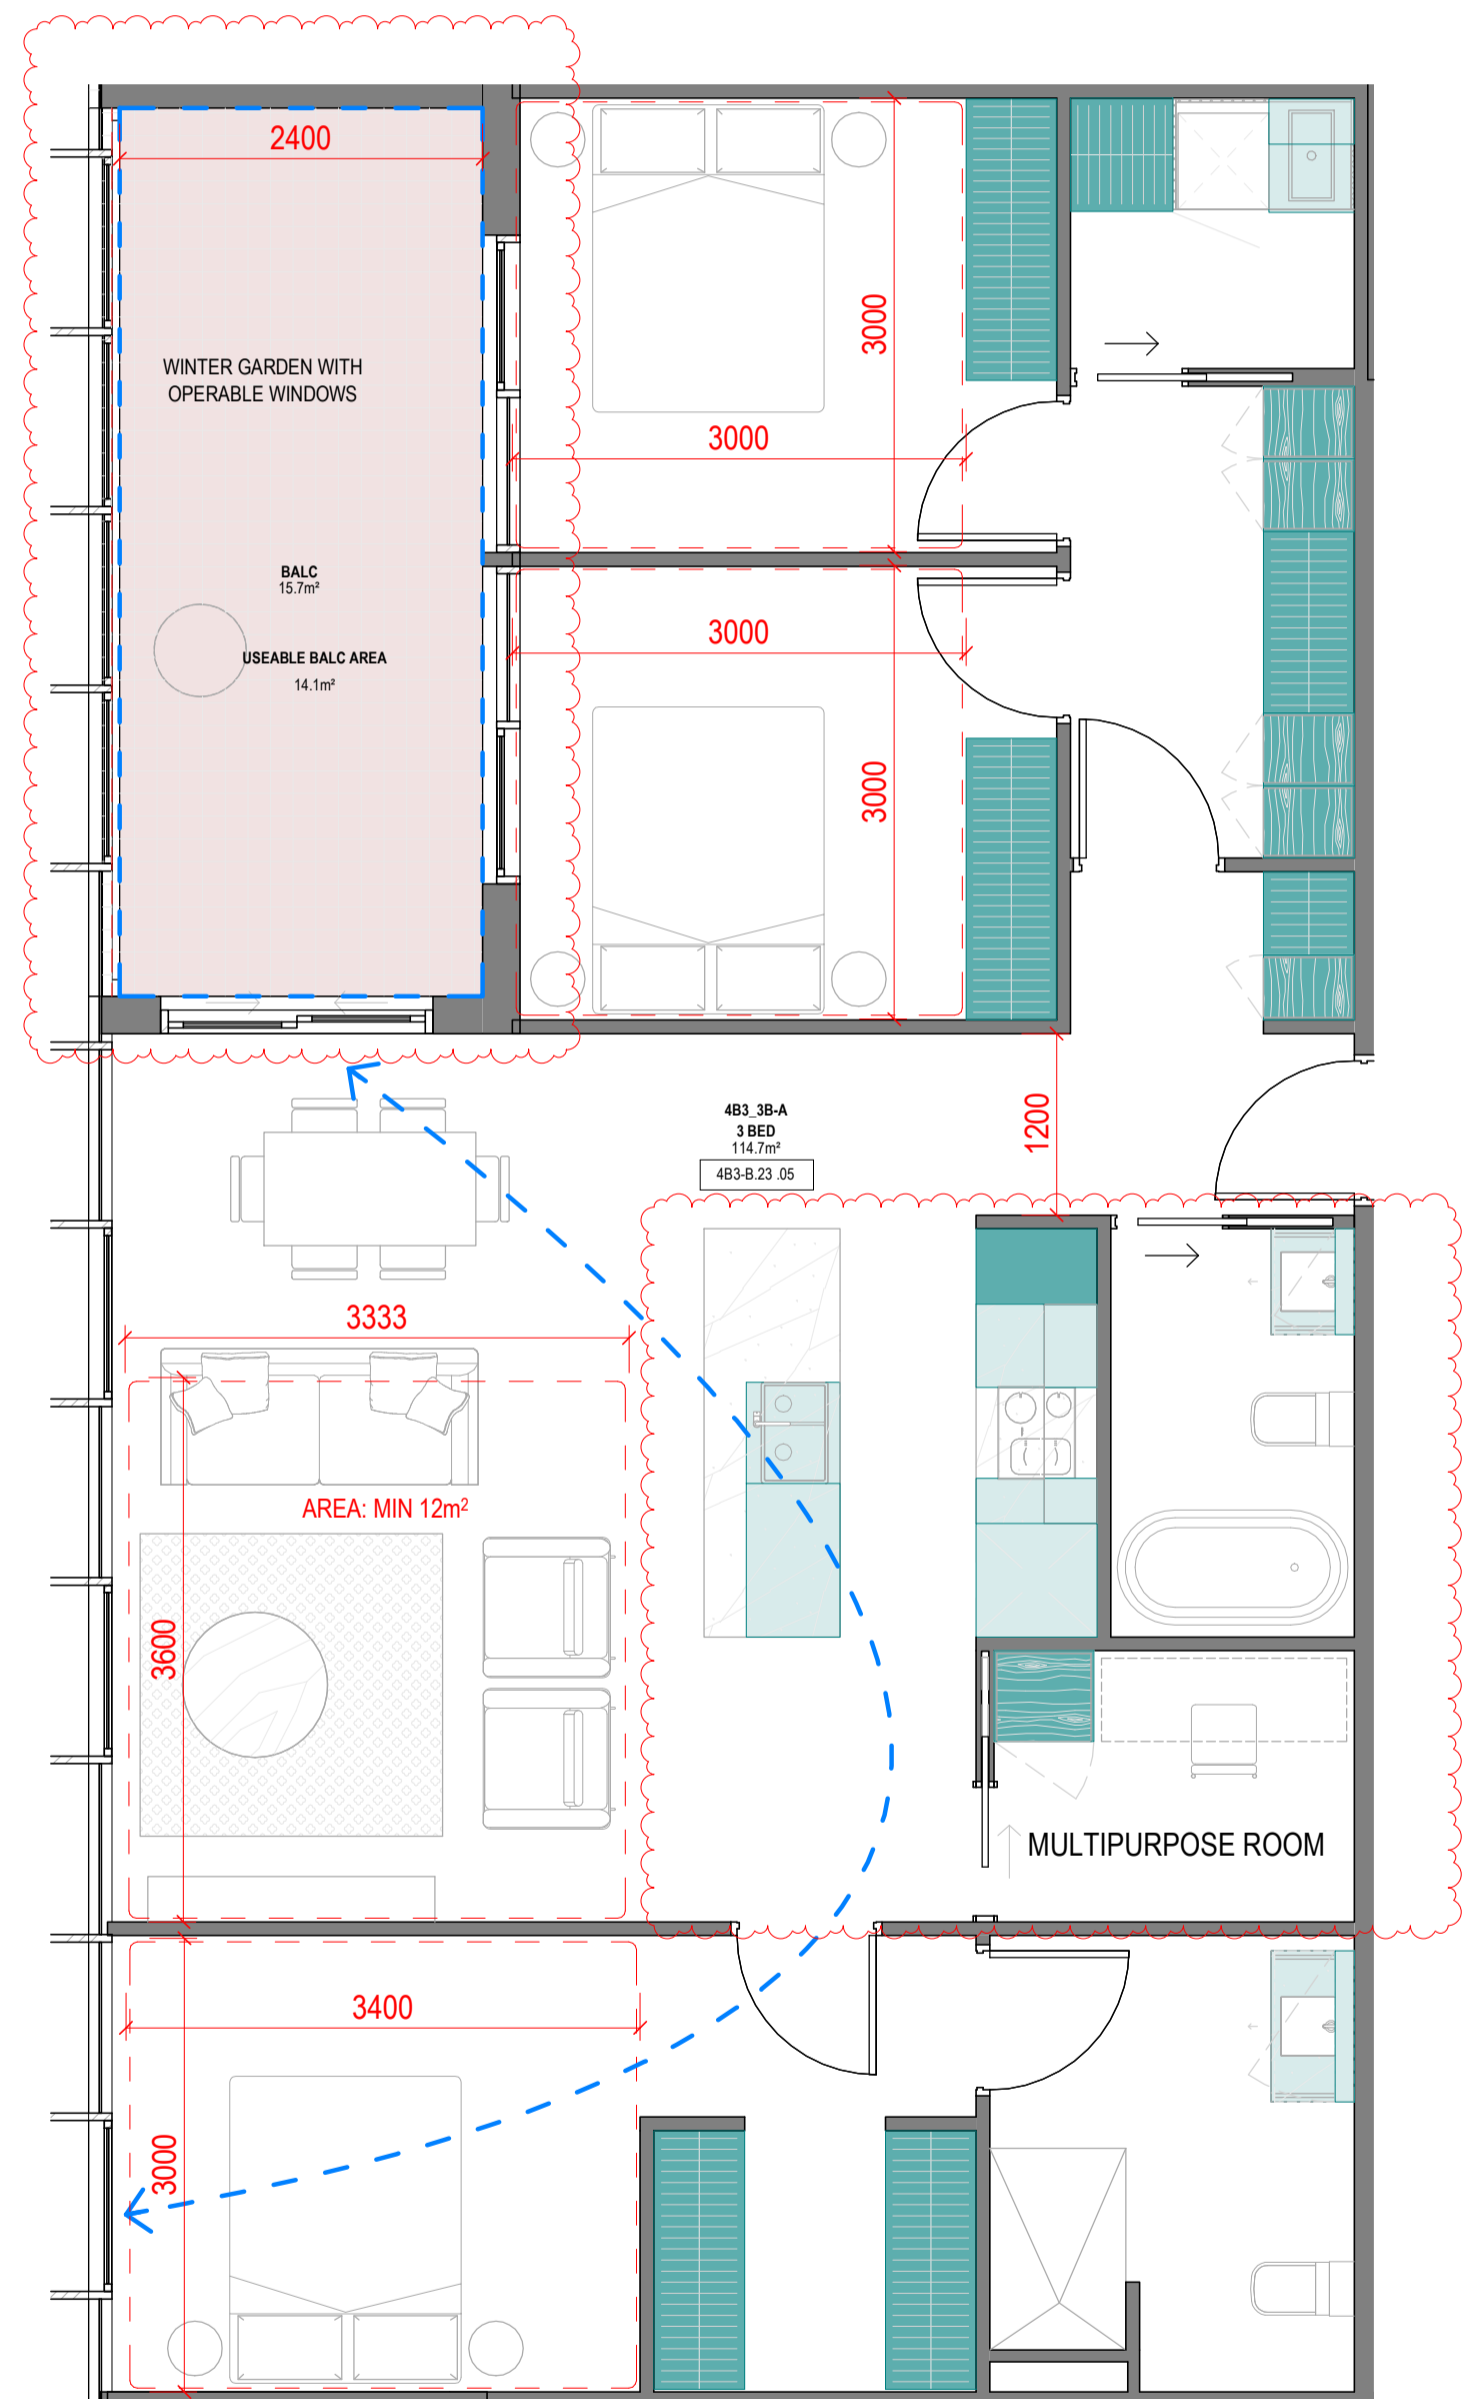 2400
WINTER GARDEN WITH
OPERABLE WINDOWS
3000
3000
BALC
15.7m²
USEABLE BALC AREA
14.1m²
3000
3000
4B3_3B-A
3 BED
114.7m²
4B3-B.23 .05
1200
3333
AREA: MIN 12m²
3600
MULTIPURPOSE ROOM
3400
3000